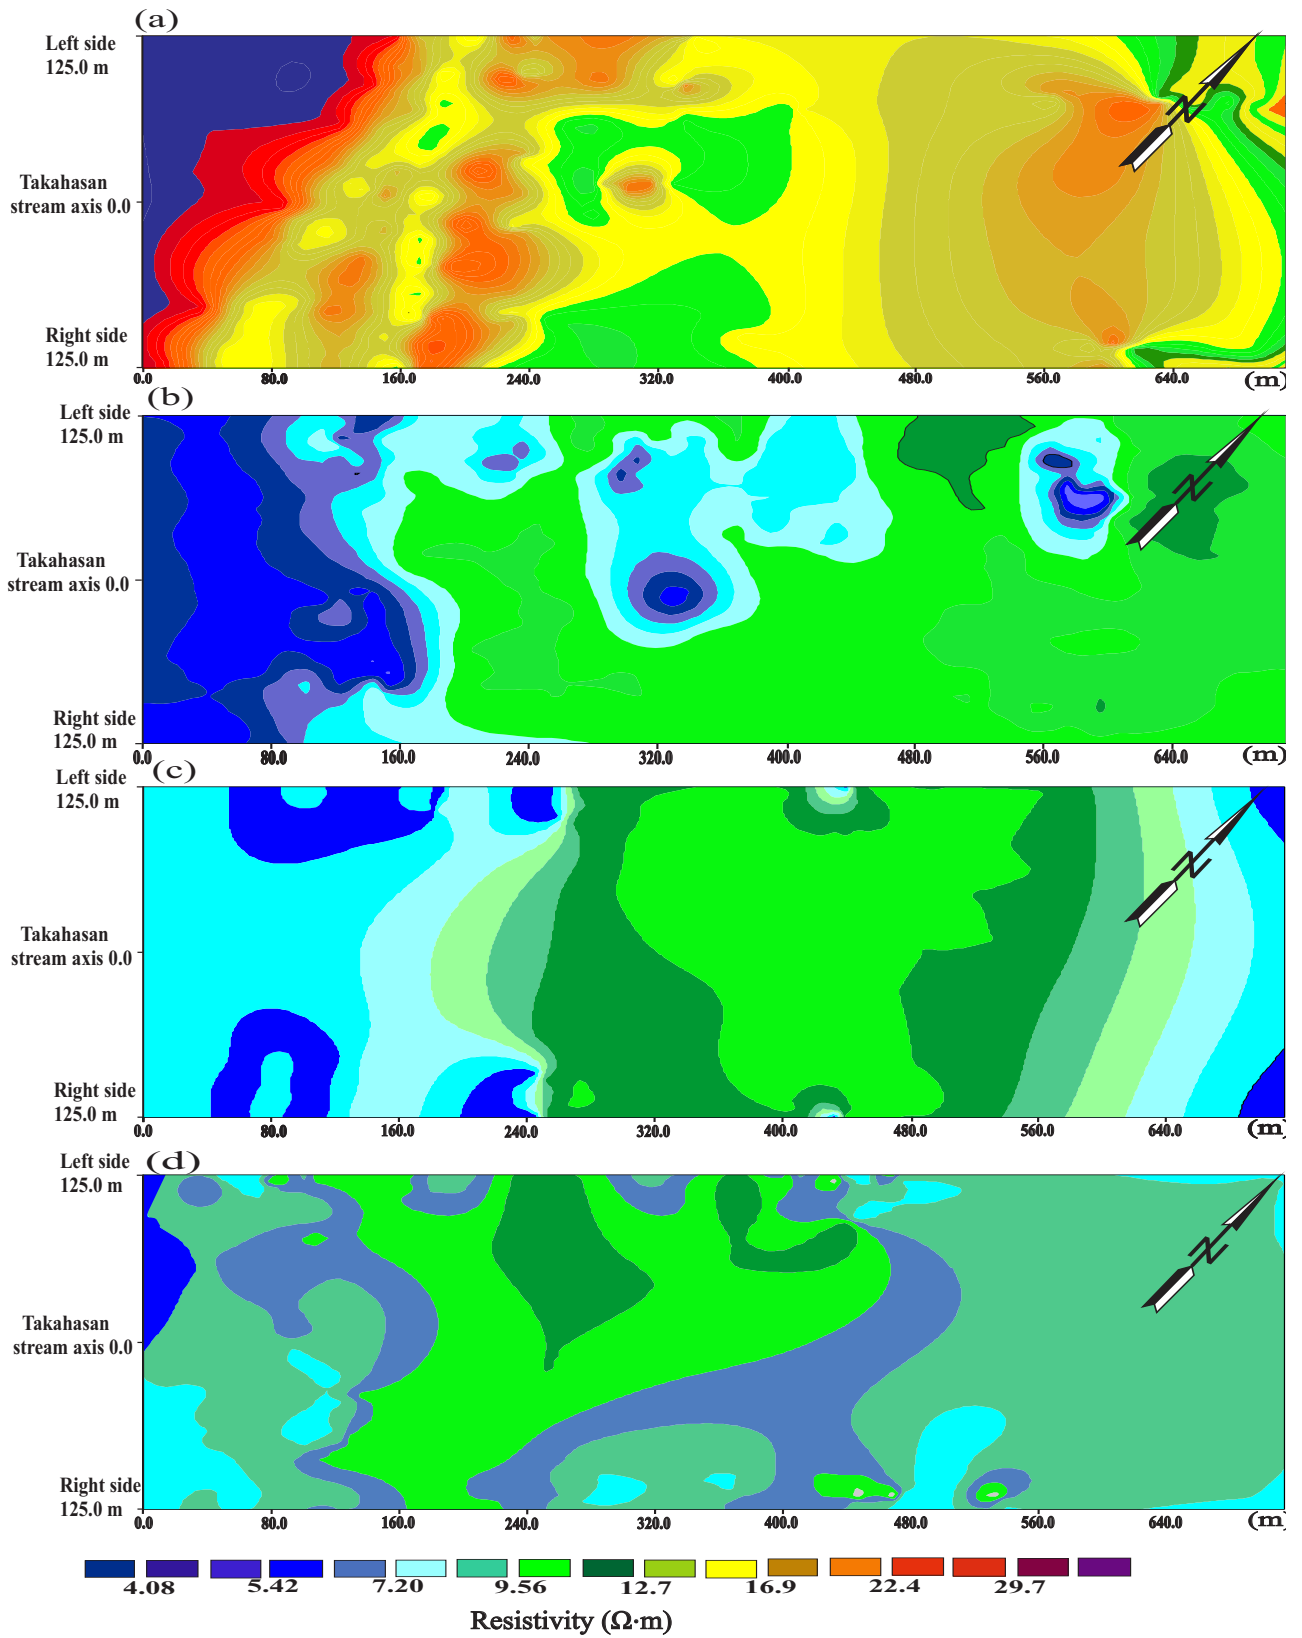 (a)
Left side
125.0 m
Takahasan
stream axis 0.0
Right side
125.0 m
0.0 80.0 160.0 240.0 320.0 400.0 480.0 560.0 640.0 (m)
N
(b)
Left side
125.0 m
Takahasan
stream axis 0.0
Right side
125.0 m
0.0 80.0 160.0 240.0 320.0 400.0 480.0 560.0 640.0 (m)
N
(c)
Left side
125.0 m
Takahasan
stream axis 0.0
Right side
125.0 m
0.0 80.0 160.0 240.0 320.0 400.0 480.0 560.0 640.0 (m)
N
(d)
Left side
125.0 m
Takahasan
stream axis 0.0
Right side
125.0 m
0.0 80.0 160.0 240.0 320.0 400.0 480.0 560.0 640.0 (m)
N
4.08 5.42 7.20 9.56 12.7 16.9 22.4 29.7
Resistivity (Ω·m)